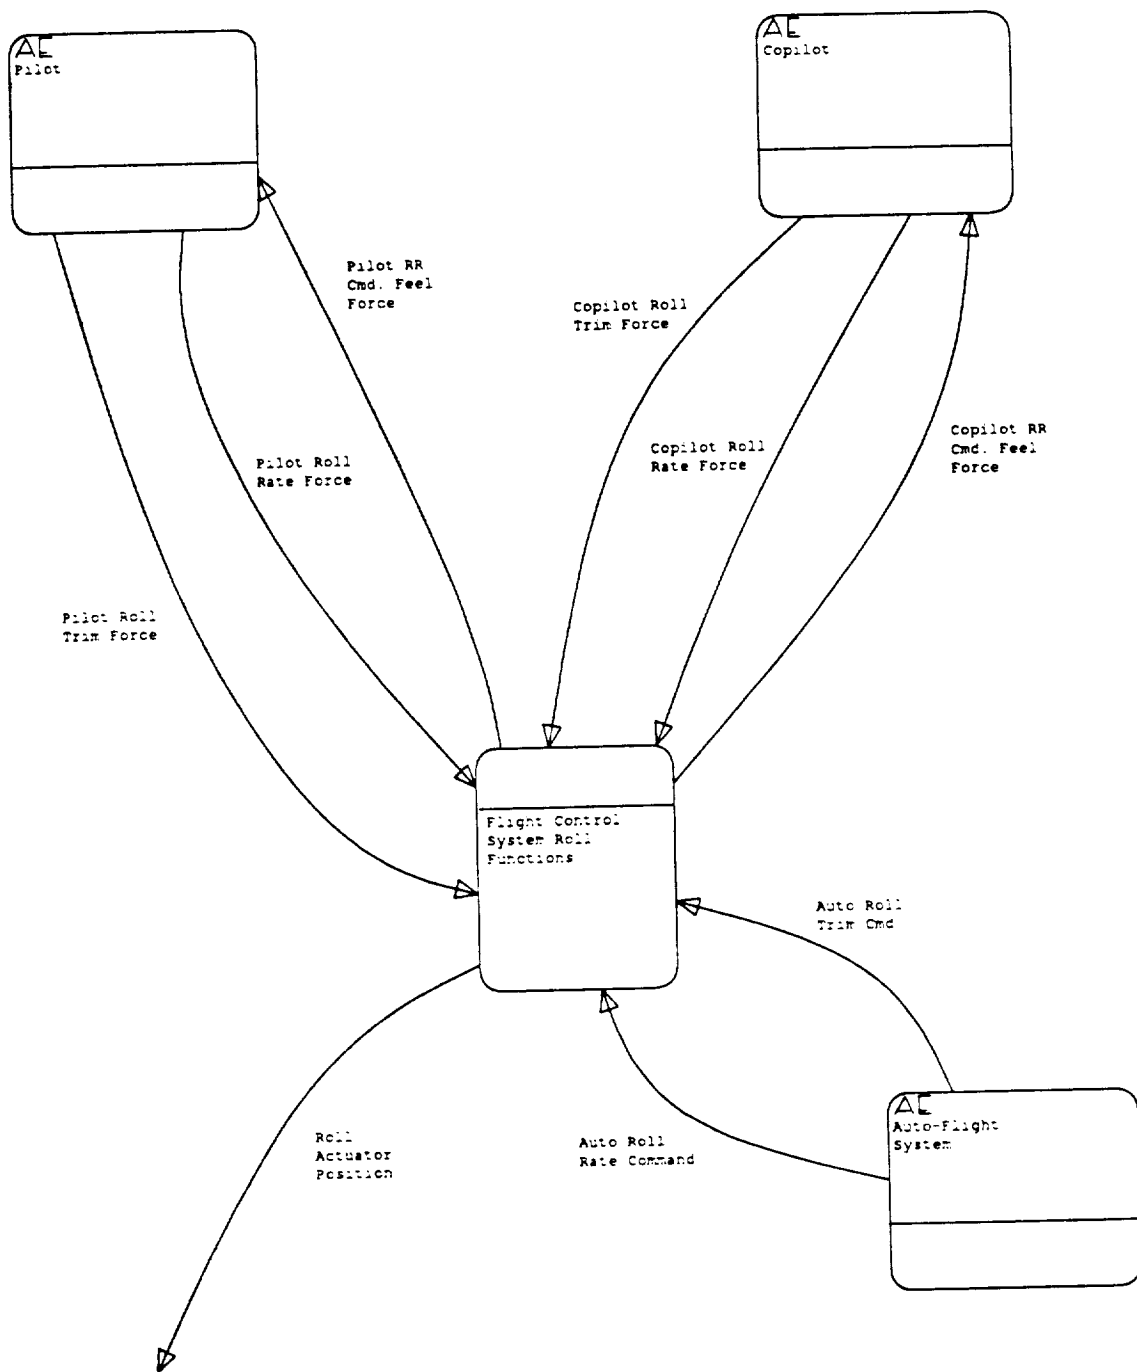 AE
Pilot
AE
Copilot
Pilot RR
Cmd. Feel
Force
Copilot Roll
Trim Force
Copilot RR
Cmd. Feel
Force
Pilot Roll
Rate Force
Copilot Roll
Rate Force
Pilot Roll
Trim Force
Flight Control
System Roll
Functions
Auto Roll
Trim Cmd
AE
Auto-Flight
System
Roll
Actuator
Position
Auto Roll
Rate Command